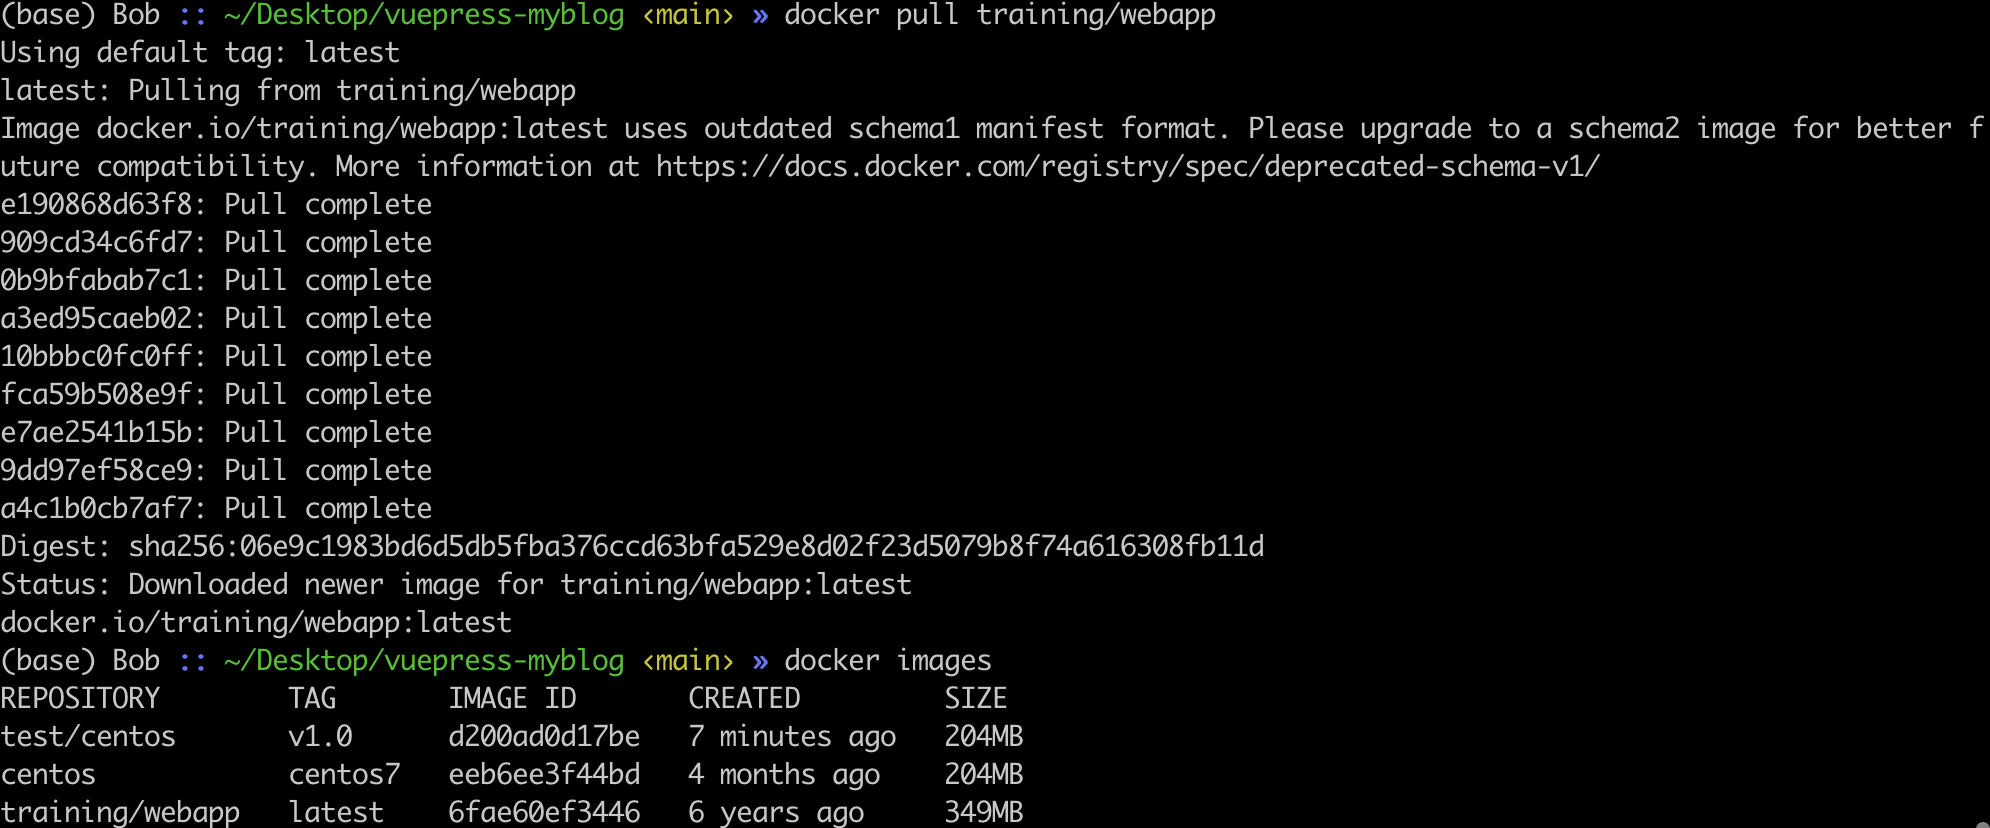 (base) Bob :: ~/Desktop/vuepress-myblog ‹main› » docker pull training/webapp
Using default tag: latest
latest: Pulling from training/webapp
Image docker.io/training/webapp:latest uses outdated schema1 manifest format. Please upgrade to a schema2 image for better f
uture compatibility. More information at https://docs.docker.com/registry/spec/deprecated-schema-v1/
e190868d63f8: Pull complete
909cd34c6fd7: Pull complete
0b9bfabab7c1: Pull complete
a3ed95caeb02: Pull complete
10bbbc0fc0ff: Pull complete
fca59b508e9f: Pull complete
e7ae2541b15b: Pull complete
9dd97ef58ce9: Pull complete
a4c1b0cb7af7: Pull complete
Digest: sha256:06e9c1983bd6d5db5fba376ccd63bfa529e8d02f23d5079b8f74a616308fb11d
Status: Downloaded newer image for training/webapp:latest
docker.io/training/webapp:latest
(base) Bob :: ~/Desktop/vuepress-myblog ‹main› » docker images
REPOSITORY        TAG       IMAGE ID       CREATED         SIZE
test/centos       v1.0      d200ad0d17be   7 minutes ago   204MB
centos            centos7   eeb6ee3f44bd   4 months ago    204MB
training/webapp   latest    6fae60ef3446   6 years ago     349MB